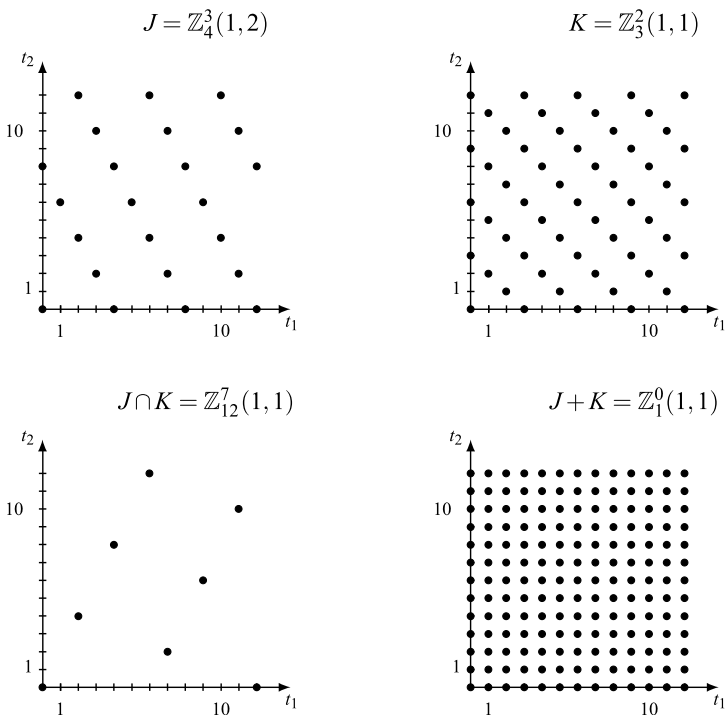 J = ℤ₄³(1,2)
t₂
10
1
1
10
t₁
K = ℤ₃²(1,1)
t₂
10
1
1
10
t₁
J ∩ K = ℤ₁₂⁷(1,1)
t₂
10
1
1
10
t₁
J + K = ℤ₁⁰(1,1)
t₂
10
1
1
10
t₁